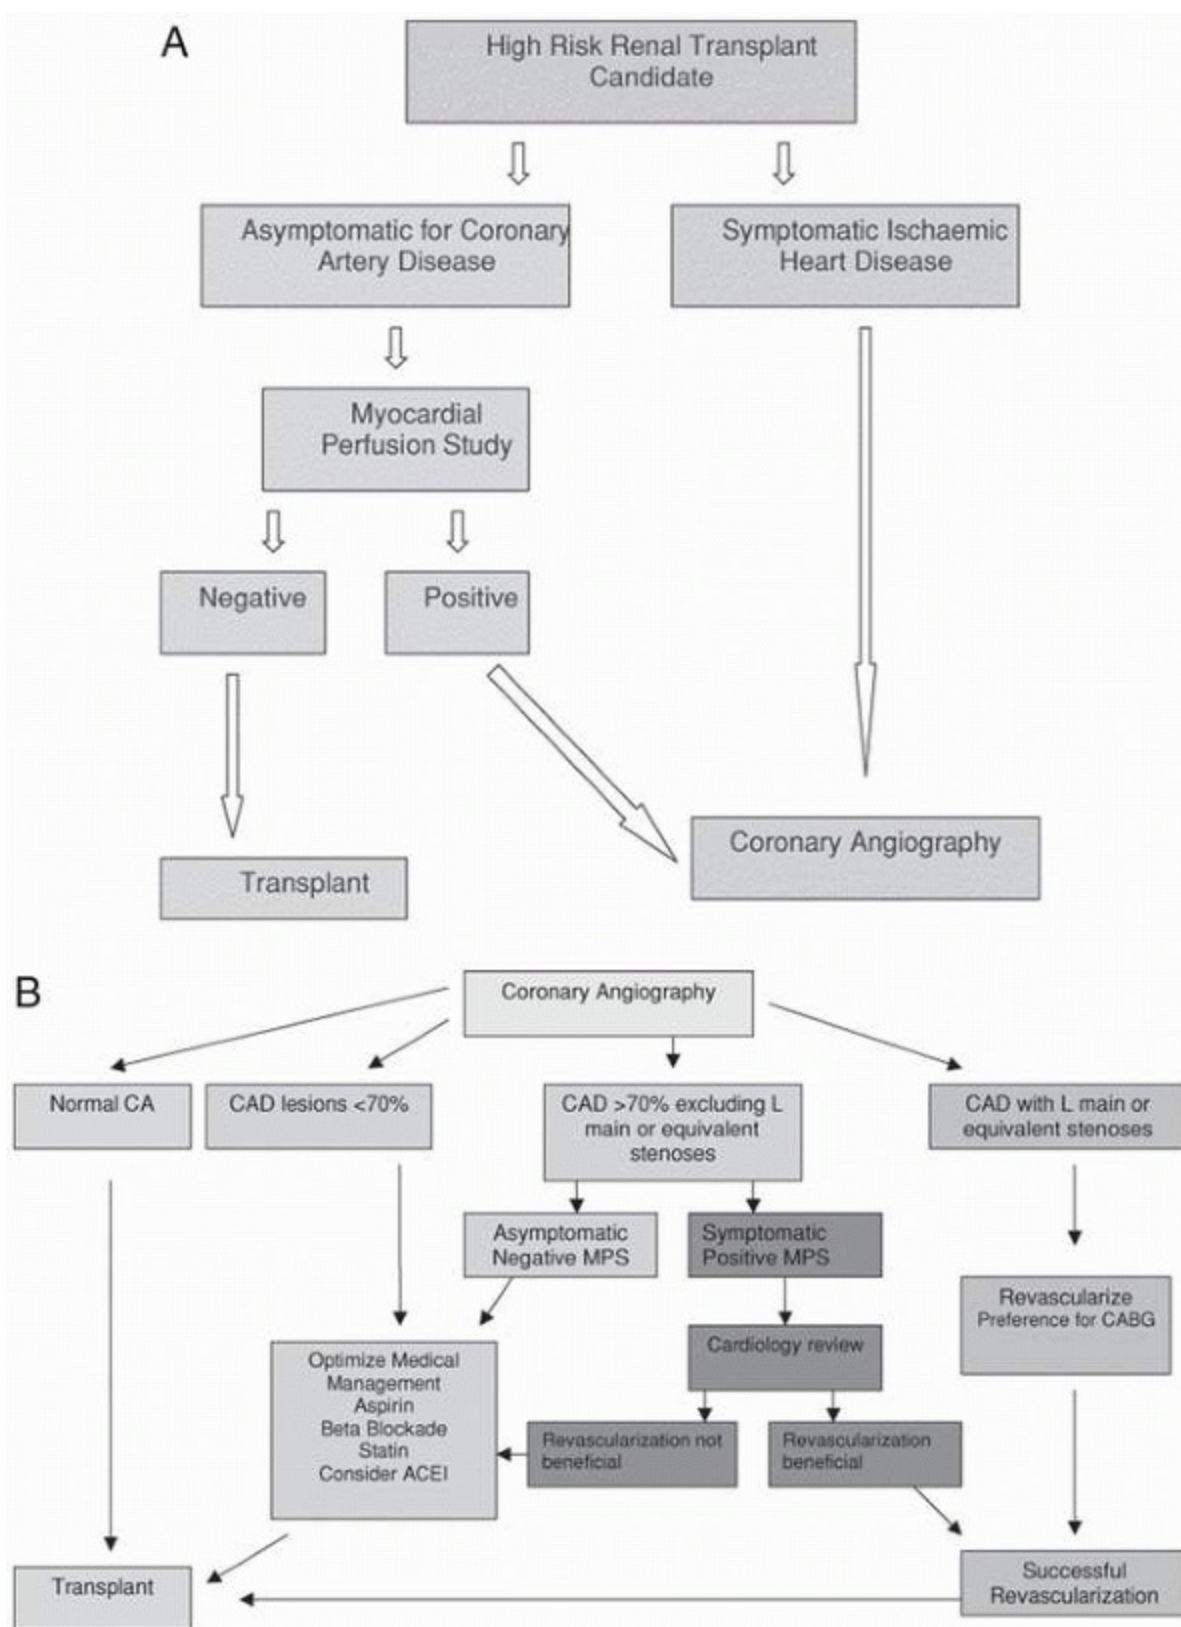 A
High Risk Renal Transplant
Candidate
Asymptomatic for Coronary
Artery Disease
Symptomatic Ischaemic
Heart Disease
Myocardial
Perfusion Study
Negative
Positive
Transplant
Coronary Angiography
B
Coronary Angiography
Normal CA
CAD lesions <70%
CAD >70% excluding L
main or equivalent
stenoses
CAD with L main or
equivalent stenoses
Asymptomatic
Negative MPS
Symptomatic
Positive MPS
Revascularize
Preference for CABG
Cardiology review
Optimize Medical
Management
Aspirin
Beta Blockade
Statin
Consider ACEI
Revascularization not
beneficial
Revascularization
beneficial
Transplant
Successful
Revascularization